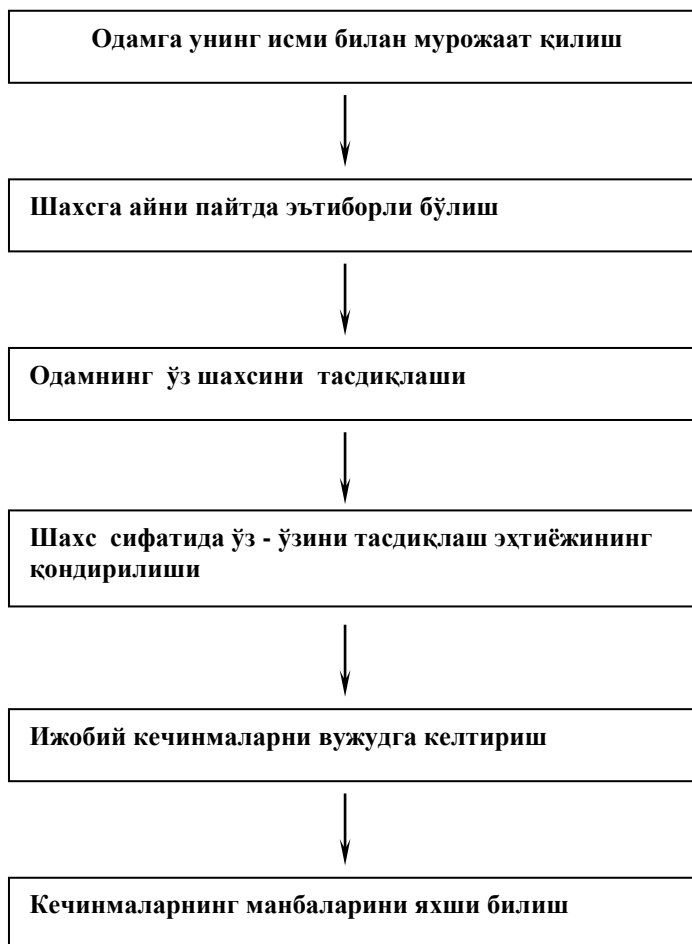 Одамга унинг исми билан мурожаат қилиш
Шахсга айни пайтда эътиборли бўлиш
Одамнинг ўз шахсини тасдиқлаши
Шахс сифатида ўз - ўзини тасдиқлаш эҳтиёжининг
қондирилиши
Ижобий кечинмаларни вужудга келтириш
Кечинмаларнинг манбаларини яхши билиш